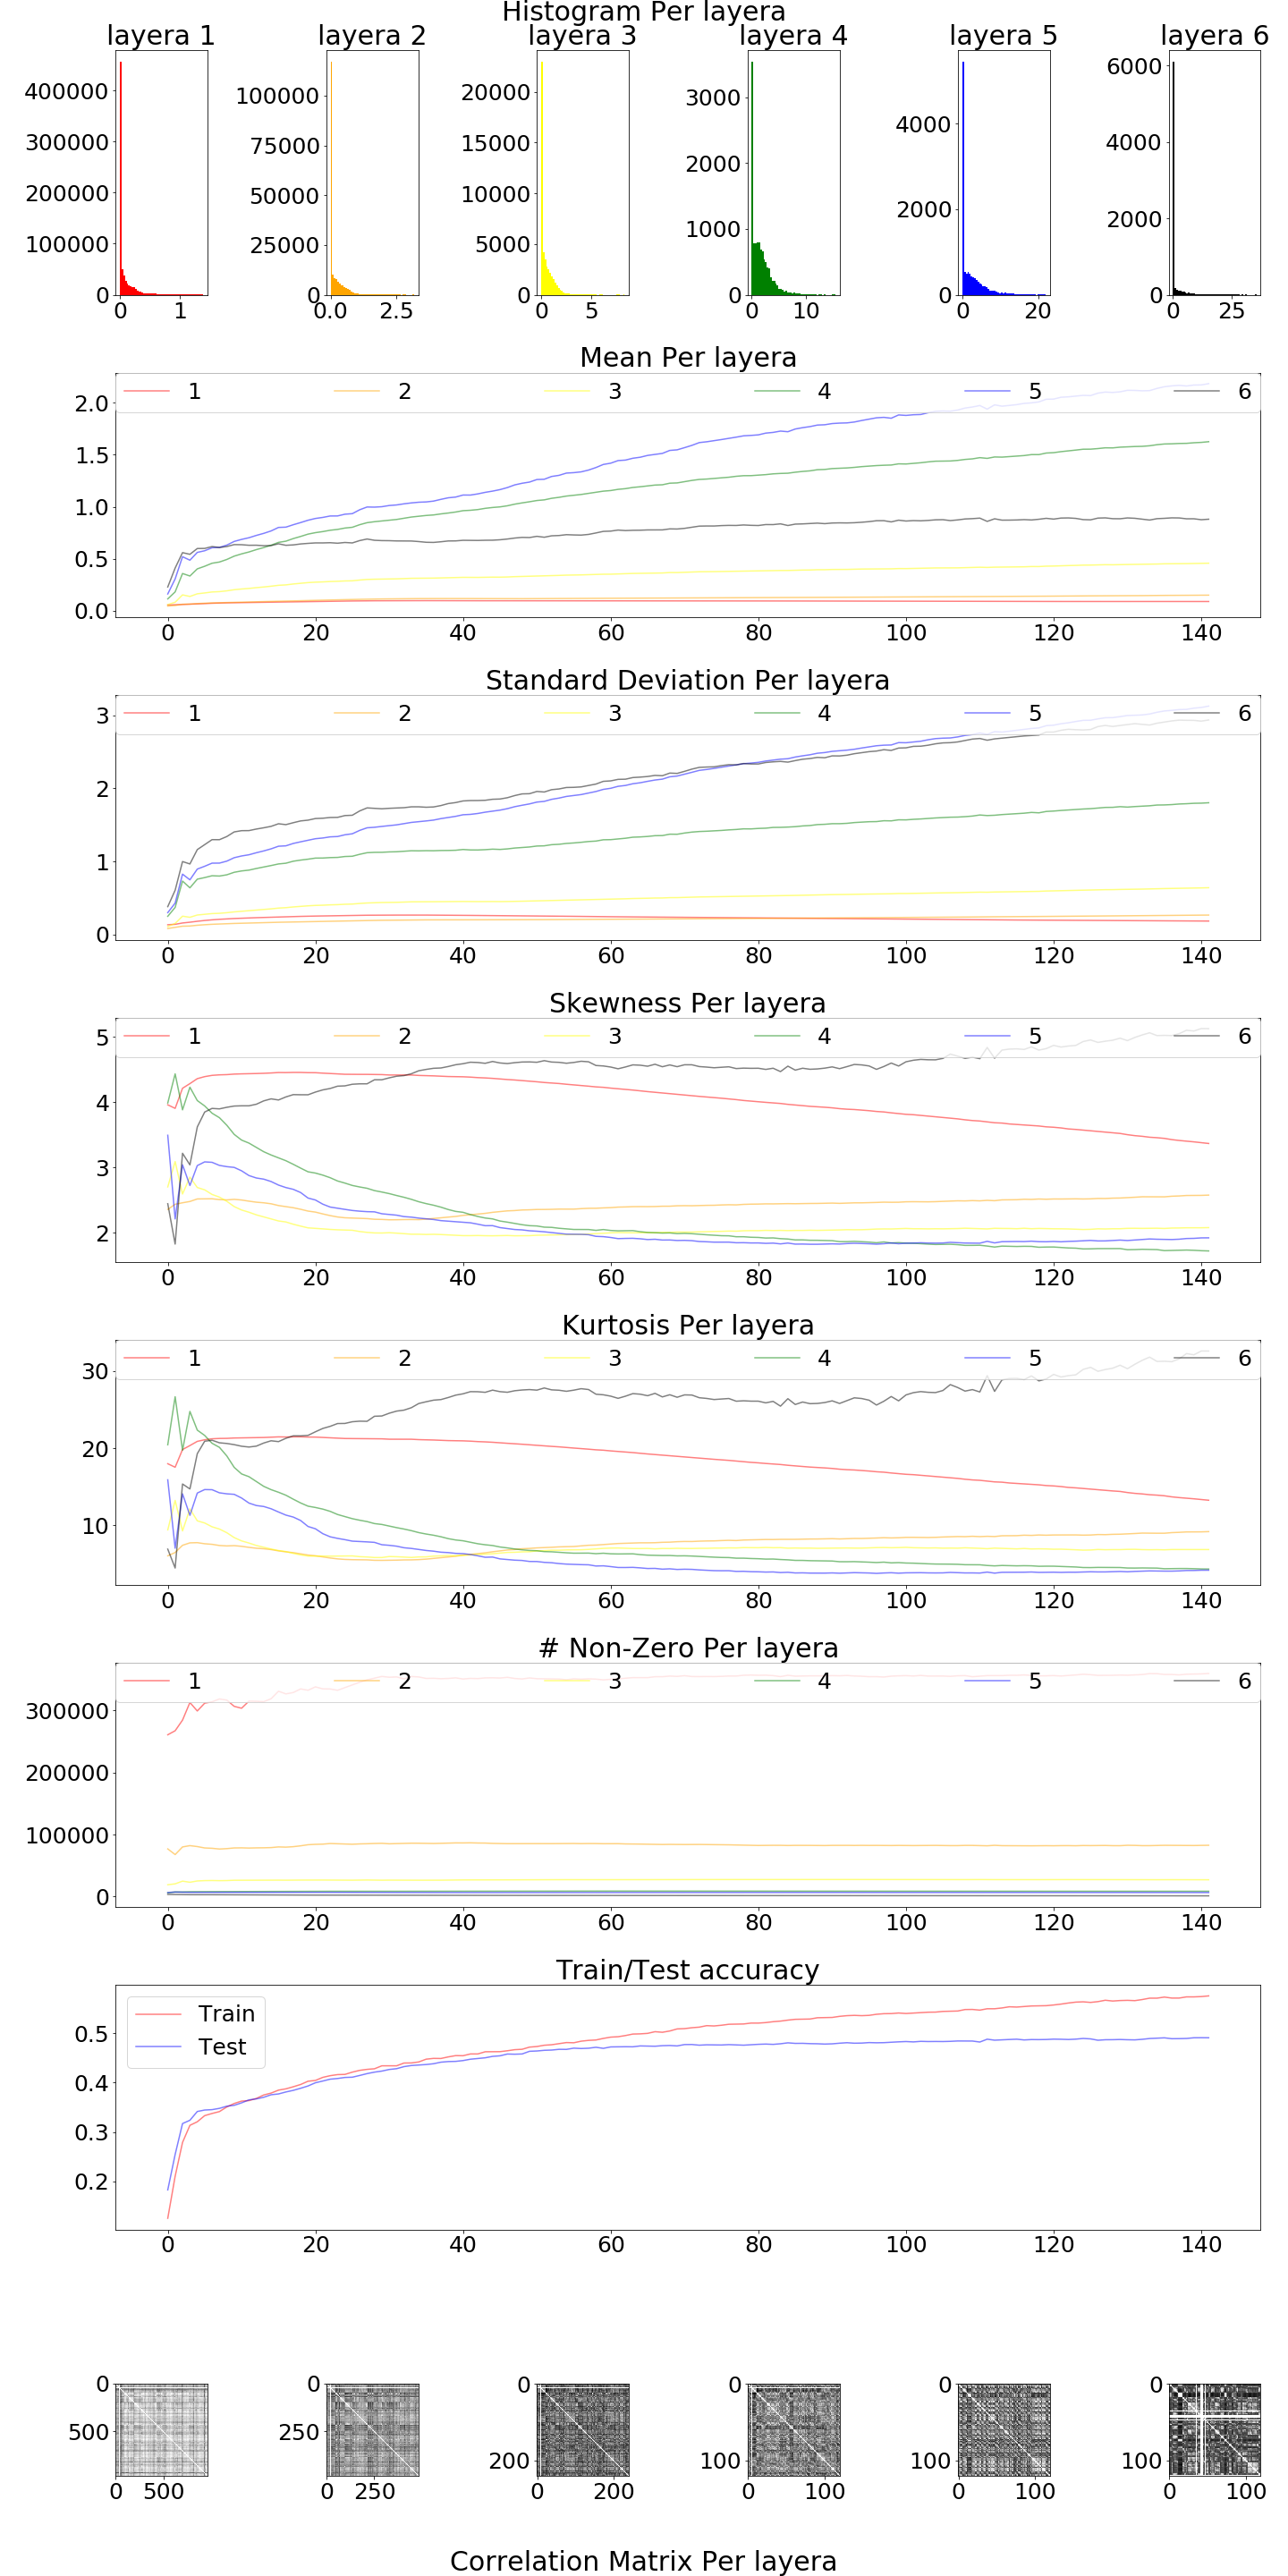 Histogram Per layera
layera 1 layera 2 layera 3 layera 4 layera 5 layera 6
400000 300000 200000 100000 0
0 1
100000 75000 50000 25000 0
0.0 2.5
20000 15000 10000 5000 0
0 5
3000 2000 1000 0
0 10
4000 2000 0
0 20
6000 4000 2000 0
0 25
Mean Per layera
1 2 3 4 5 6
2.0
1.5
1.0
0.5
0.0
0 20 40 60 80 100 120 140
Standard Deviation Per layera
1 2 3 4 5 6
3
2
1
0
0 20 40 60 80 100 120 140
Skewness Per layera
1 2 3 4 5 6
5
4
3
2
0 20 40 60 80 100 120 140
Kurtosis Per layera
1 2 3 4 5 6
30
20
10
0 20 40 60 80 100 120 140
# Non-Zero Per layera
1 2 3 4 5 6
300000
200000
100000
0
0 20 40 60 80 100 120 140
Train/Test accuracy
Train
Test
0.5
0.4
0.3
0.2
0 20 40 60 80 100 120 140
0 500
0 500
0 250
0 250
0 200
0 200
0 100
0 100
0 100
0 100
0 100
0 100
Correlation Matrix Per layera